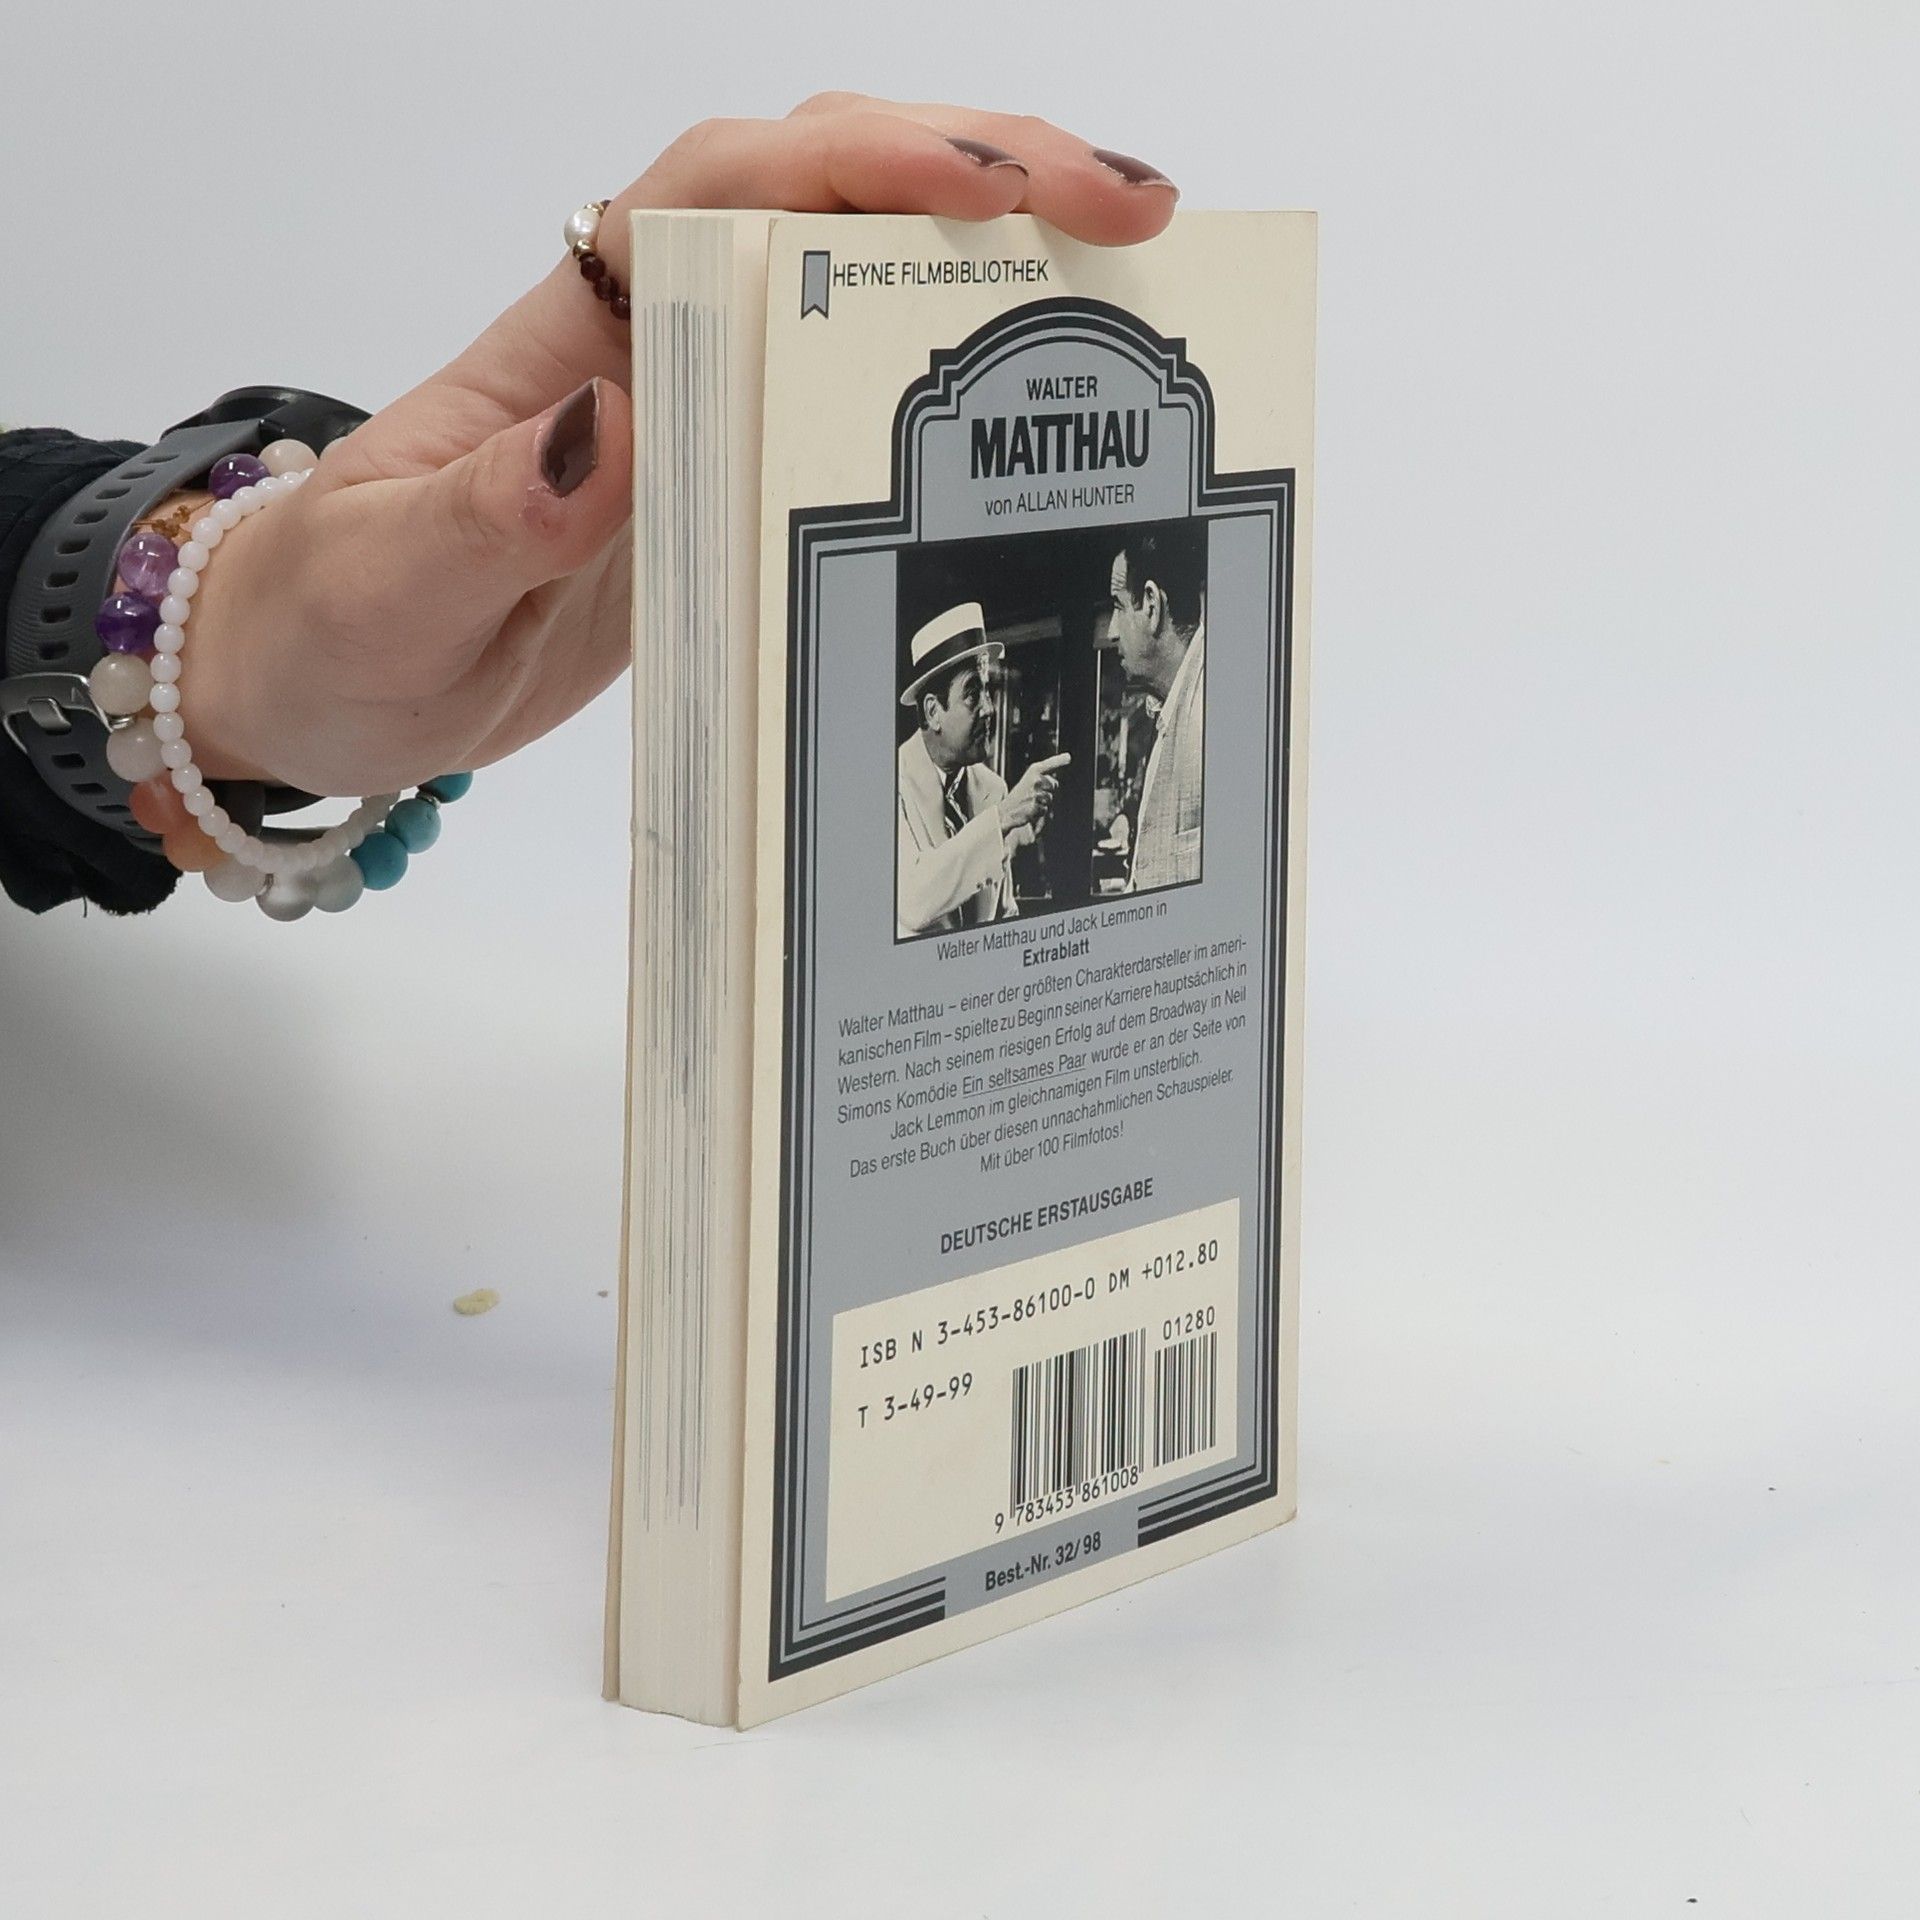 HEYNE FILMBIBLIOTHEK
WALTER
MATTHAU
von ALLAN HUNTER
Walter Matthau und Jack Lemmon in
Extrablatt
Walter Matthau – einer der größten Charakterdarsteller im ameri-
kanischen Film – spielte zu Beginn seiner Karriere hauptsächlich in
Western. Nach seinem riesigen Erfolg auf dem Broadway in Neil
Simons Komödie Ein seltsames Paar wurde er an der Seite von
Jack Lemmon im gleichnamigen Film unsterblich.
Das erste Buch über diesen unnachahmlichen Schauspieler.
Mit über 100 Filmfotos!
DEUTSCHE ERSTAUSGABE
ISB N 3-453-86100-0 DM +012.80
T 3-49-99
01280
9 783453 861008
Best.-Nr. 32/98